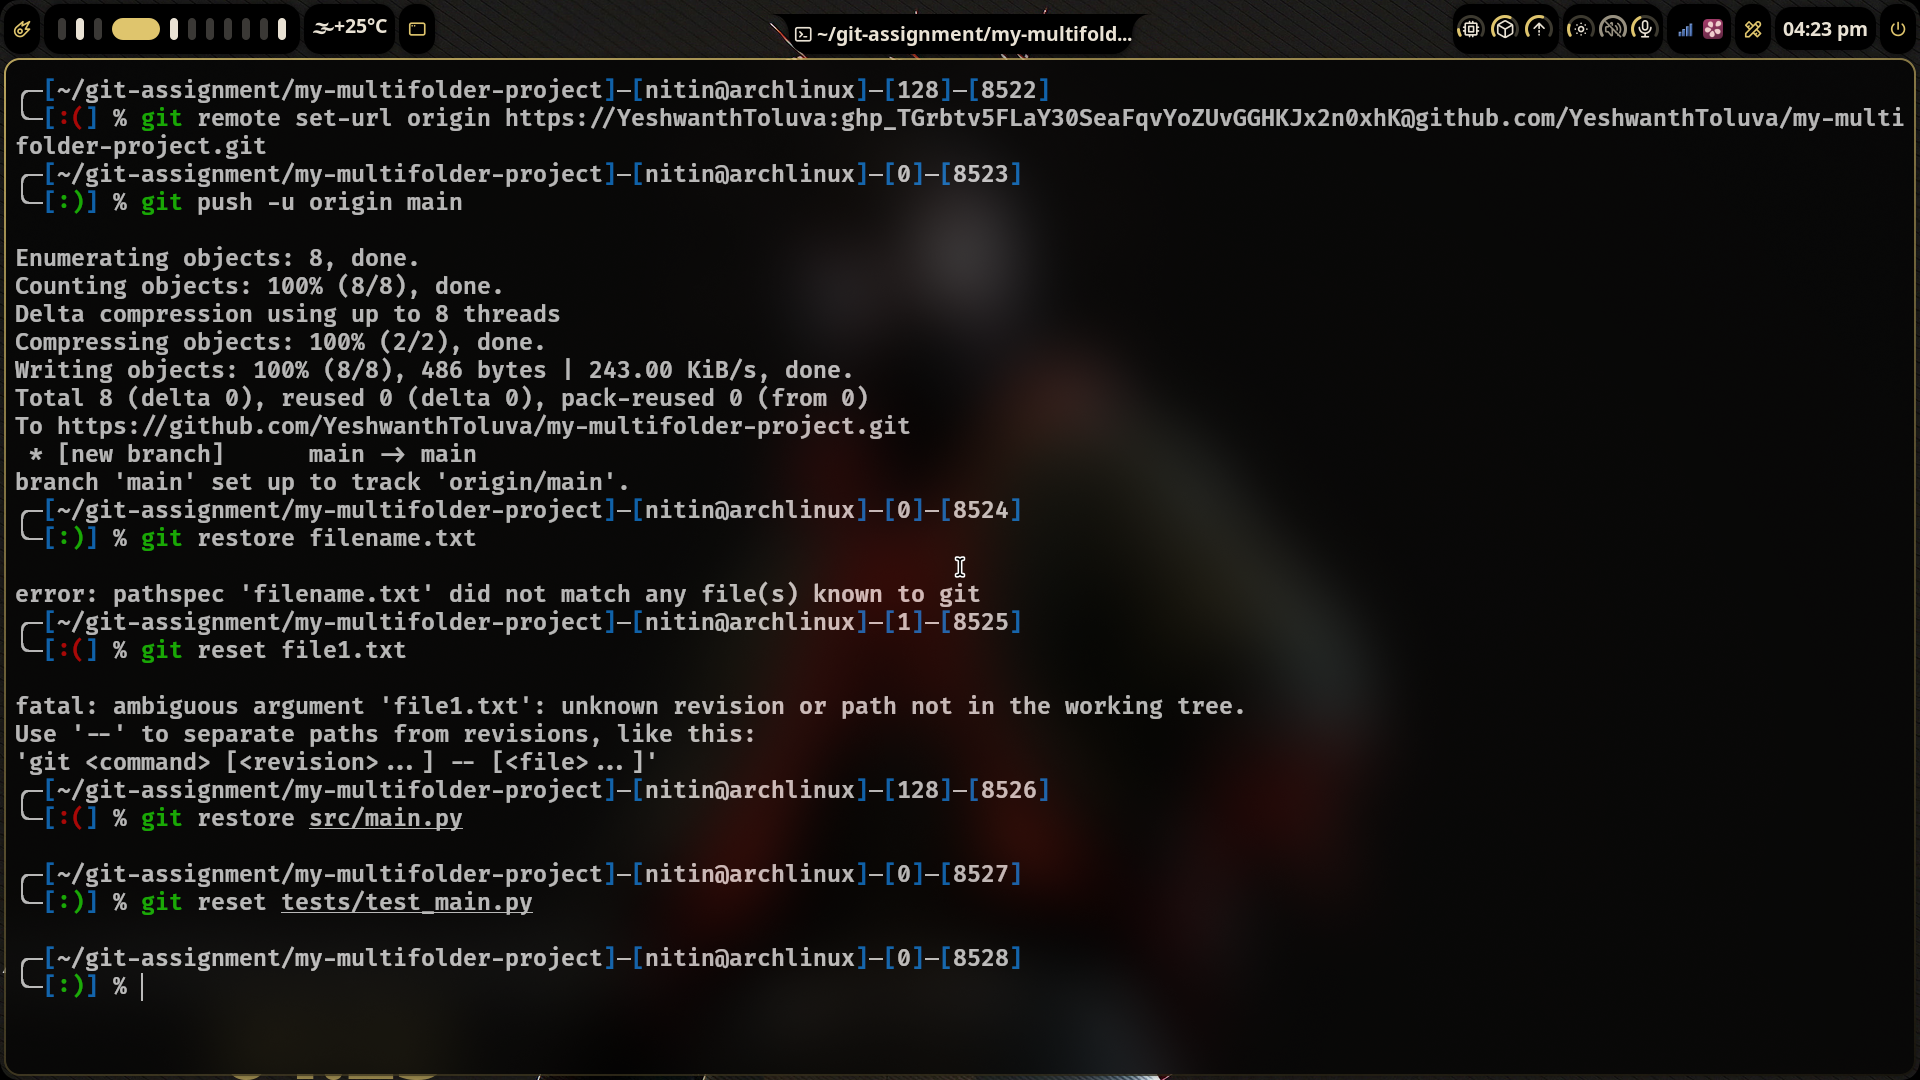 +25°C
~/git-assignment/my-multifold...
04:23 pm
[~/git-assignment/my-multifolder-project]—[nitin@archlinux]—[128]—[8522]
[:(] % git remote set-url origin https://YeshwanthToluva:[access token redacted]@github.com/YeshwanthToluva/my-multi
folder-project.git
[~/git-assignment/my-multifolder-project]—[nitin@archlinux]—[0]—[8523]
[:)] % git push -u origin main
Enumerating objects: 8, done.
Counting objects: 100% (8/8), done.
Delta compression using up to 8 threads
Compressing objects: 100% (2/2), done.
Writing objects: 100% (8/8), 486 bytes | 243.00 KiB/s, done.
Total 8 (delta 0), reused 0 (delta 0), pack-reused 0 (from 0)
To https://github.com/YeshwanthToluva/my-multifolder-project.git
* [new branch]      main -> main
branch 'main' set up to track 'origin/main'.
[~/git-assignment/my-multifolder-project]—[nitin@archlinux]—[0]—[8524]
[:)] % git restore filename.txt
error: pathspec 'filename.txt' did not match any file(s) known to git
[~/git-assignment/my-multifolder-project]—[nitin@archlinux]—[1]—[8525]
[:(] % git reset file1.txt
fatal: ambiguous argument 'file1.txt': unknown revision or path not in the working tree.
Use '--' to separate paths from revisions, like this:
'git <command> [<revision>...] -- [<file>...]'
[~/git-assignment/my-multifolder-project]—[nitin@archlinux]—[128]—[8526]
[:(] % git restore src/main.py
[~/git-assignment/my-multifolder-project]—[nitin@archlinux]—[0]—[8527]
[:)] % git reset tests/test_main.py
[~/git-assignment/my-multifolder-project]—[nitin@archlinux]—[0]—[8528]
[:)] %